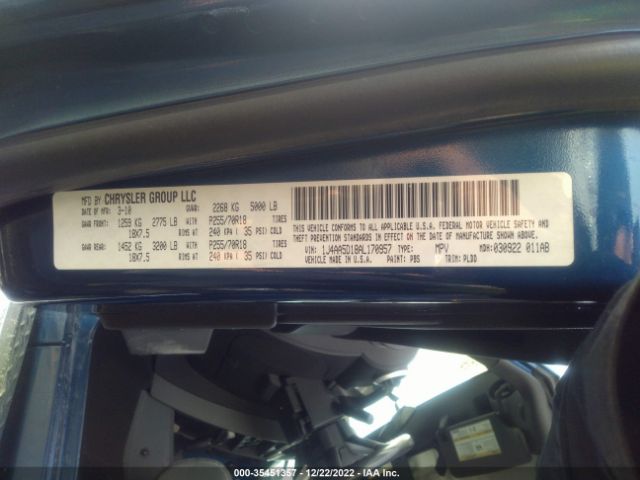 MFD BY CHRYSLER GROUP LLC
DATE OF MFR: 3-10 GVWR: 2268 KG 5000 LB
GAWR FRONT: 1259 KG 2775 LB P255/70R18 TIRES
18X7.5 RIMS AT 240 KPA ( 35 PSI) COLD
GAWR REAR: 1452 KG 3200 LB P255/70R18 TIRES
18X7.5 RIMS AT 240 KPA ( 35 PSI) COLD
THIS VEHICLE CONFORMS TO ALL APPLICABLE U.S.A. FEDERAL MOTOR VEHICLE SAFETY AND
THEFT PREVENTION STANDARDS IN EFFECT ON THE DATE OF MANUFACTURE SHOWN ABOVE.
VIN: 1J4AA5D18AL170957 TYPE: MPV MDH: 030922 011AB
VEHICLE MADE IN U.S.A. PAINT: PBS TRIM: PLDD
000-35451357 - 12/22/2022 - IAA Inc.